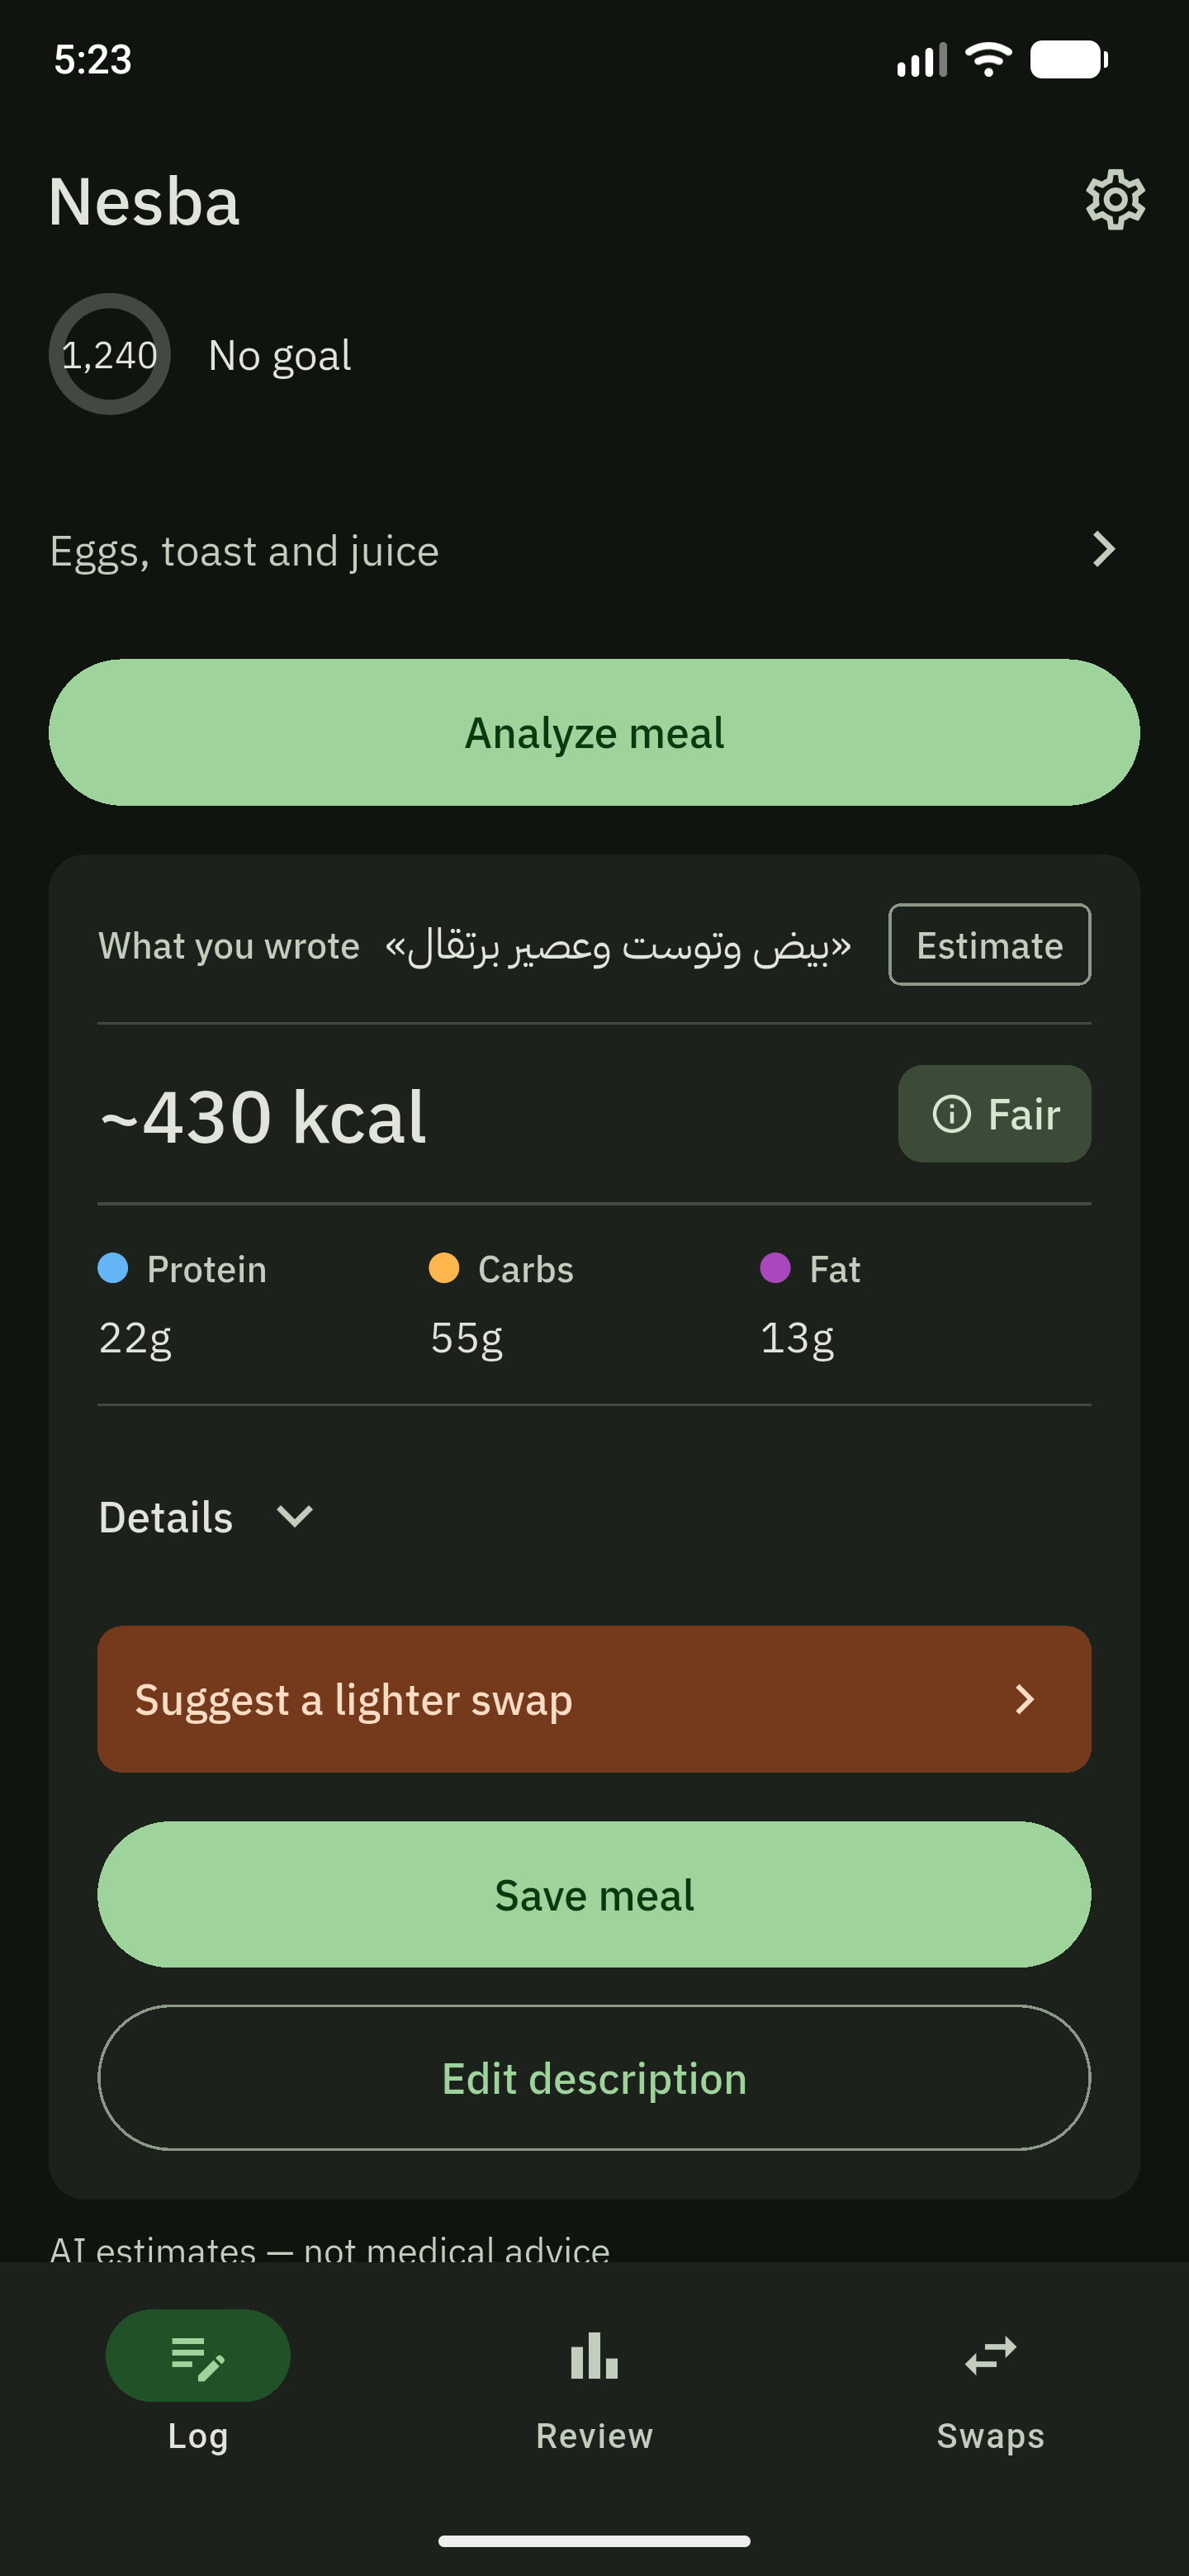 5:23
Nesba
1,240 No goal
Eggs, toast and juice
Analyze meal
What you wrote «بيض وتوست وعصير برتقال» Estimate
~430 kcal Fair
Protein Carbs Fat
22g 55g 13g
Details
Suggest a lighter swap
Save meal
Edit description
AI estimates — not medical advice
Log Review Swaps